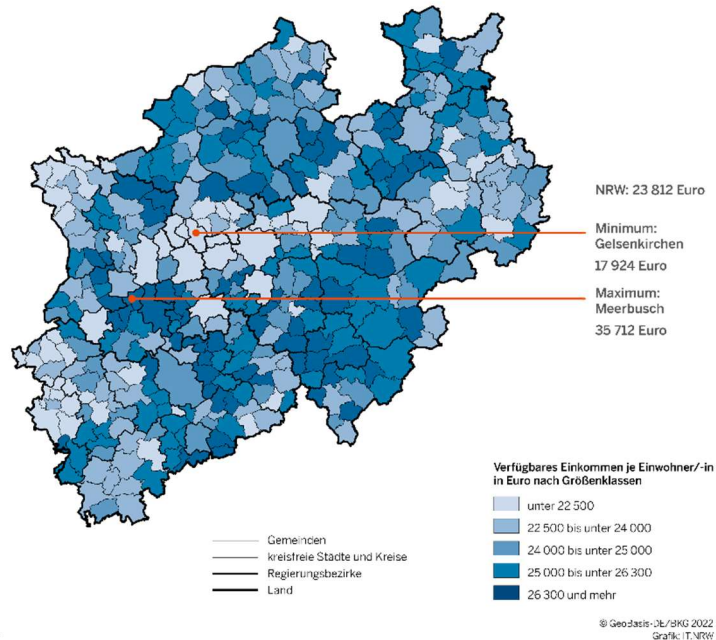 NRW: 23 812 Euro
Minimum:
Gelsenkirchen
17 924 Euro
Maximum:
Meerbusch
35 712 Euro
Verfügbares Einkommen je Einwohner/-in
in Euro nach Größenklassen
unter 22 500
22 500 bis unter 24 000
24 000 bis unter 25 000
25 000 bis unter 26 300
26 300 und mehr
Gemeinden
kreisfreie Städte und Kreise
Regierungsbezirke
Land
© GeoBasis-DE/BKG 2022
Grafik: IT.NRW